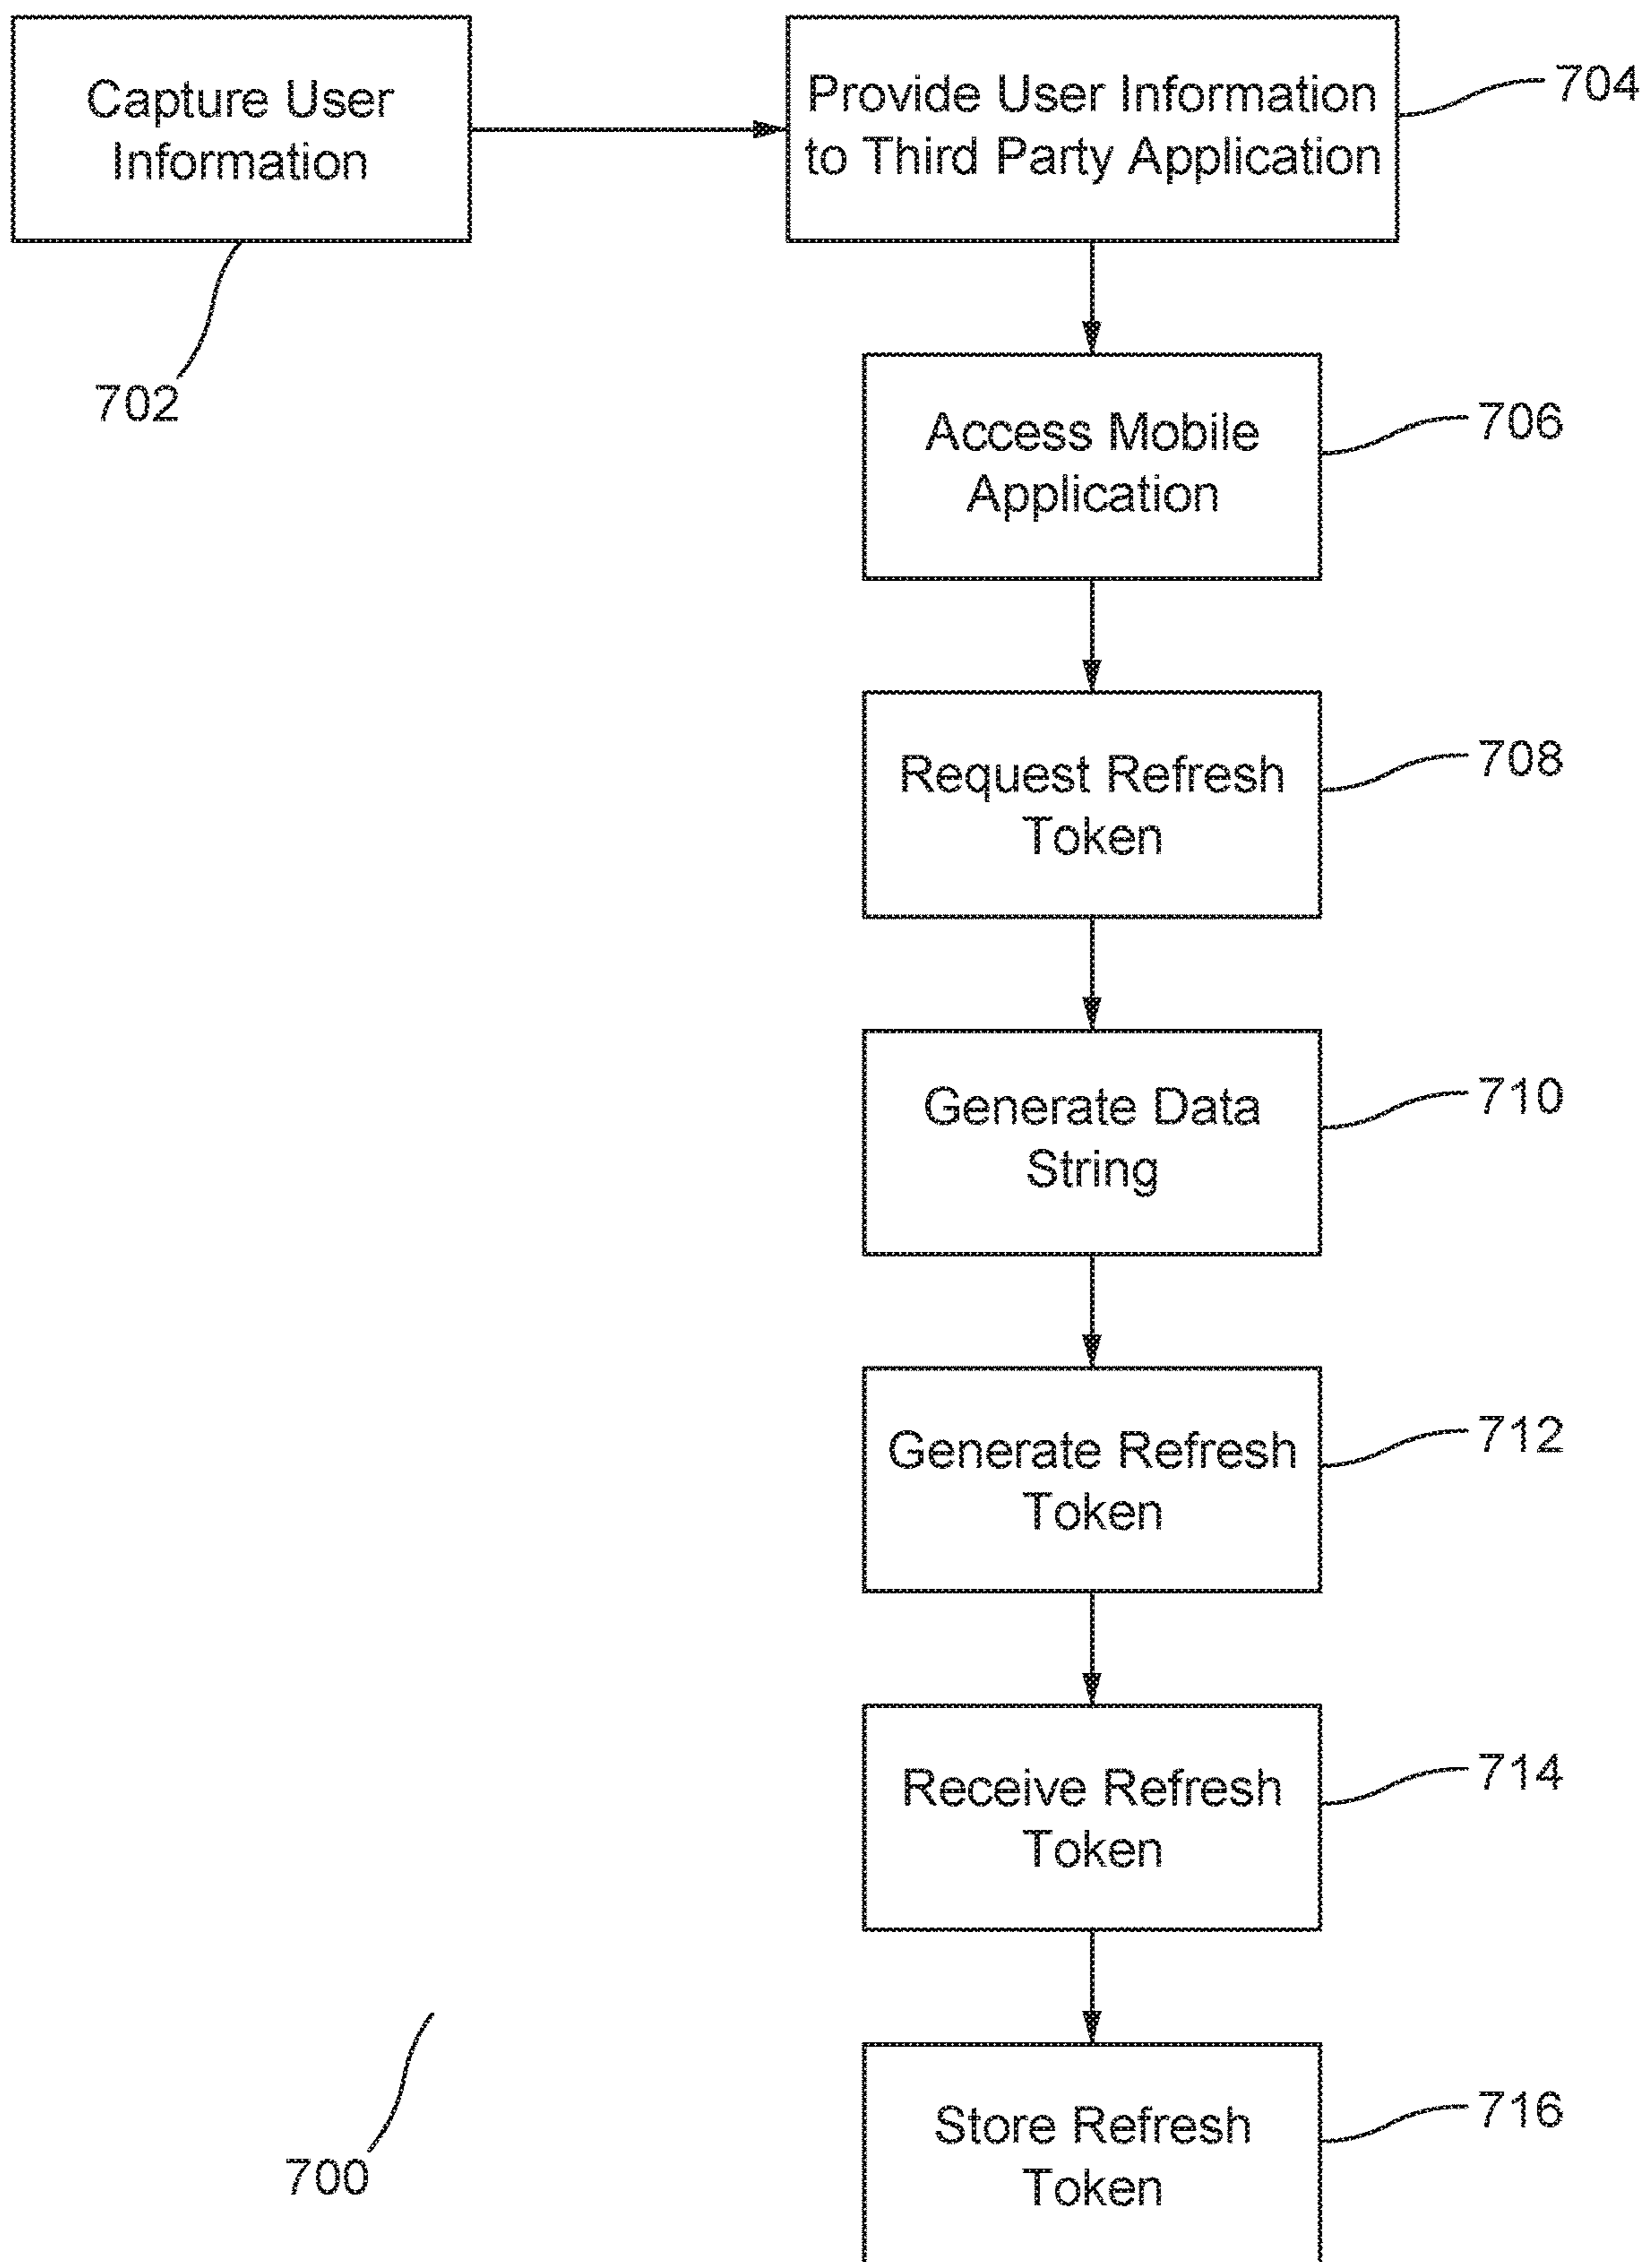 Capture User
Information
702
Provide User Information
to Third Party Application
704
Access Mobile
Application
706
Request Refresh
Token
708
Generate Data
String
710
Generate Refresh
Token
712
Receive Refresh
Token
714
Store Refresh
Token
716
700